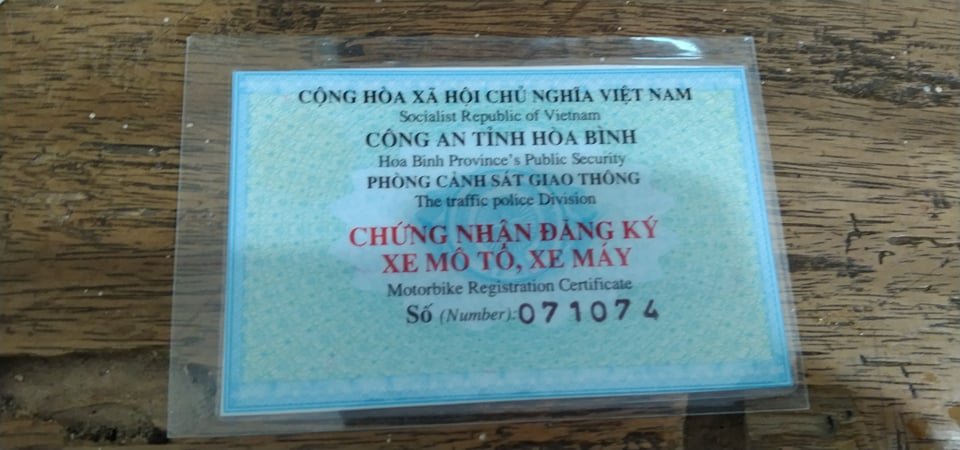 CỘNG HÒA XÃ HỘI CHỦ NGHĨA VIỆT NAM
Socialist Republic of Vietnam
CÔNG AN TỈNH HÒA BÌNH
Hoa Binh Province's Public Security
PHÒNG CẢNH SÁT GIAO THÔNG
The traffic police Division
CHỨNG NHẬN ĐĂNG KÝ
XE MÔ TÔ, XE MÁY
Motorbike Registration Certificate
Số (Number): 071074